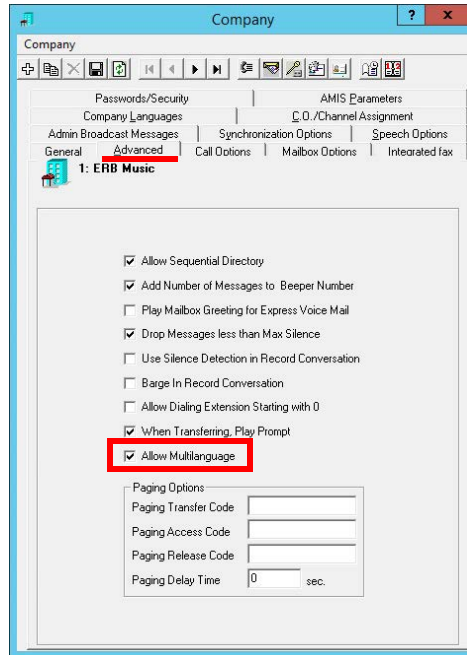 Company
? x
Company
Passwords/Security AMIS Parameters
Company Languages C.O./Channel Assignment
Admin Broadcast Messages Synchronization Options Speech Options
General Advanced Call Options Mailbox Options Integrated fax
1: ERB Music
Allow Sequential Directory
Add Number of Messages to Beeper Number
Play Mailbox Greeting for Express Voice Mail
Drop Messages less than Max Silence
Use Silence Detection in Record Conversation
Barge In Record Conversation
Allow Dialing Extension Starting with 0
When Transferring, Play Prompt
Allow Multilanguage
Paging Options
Paging Transfer Code
Paging Access Code
Paging Release Code
Paging Delay Time 0 sec.